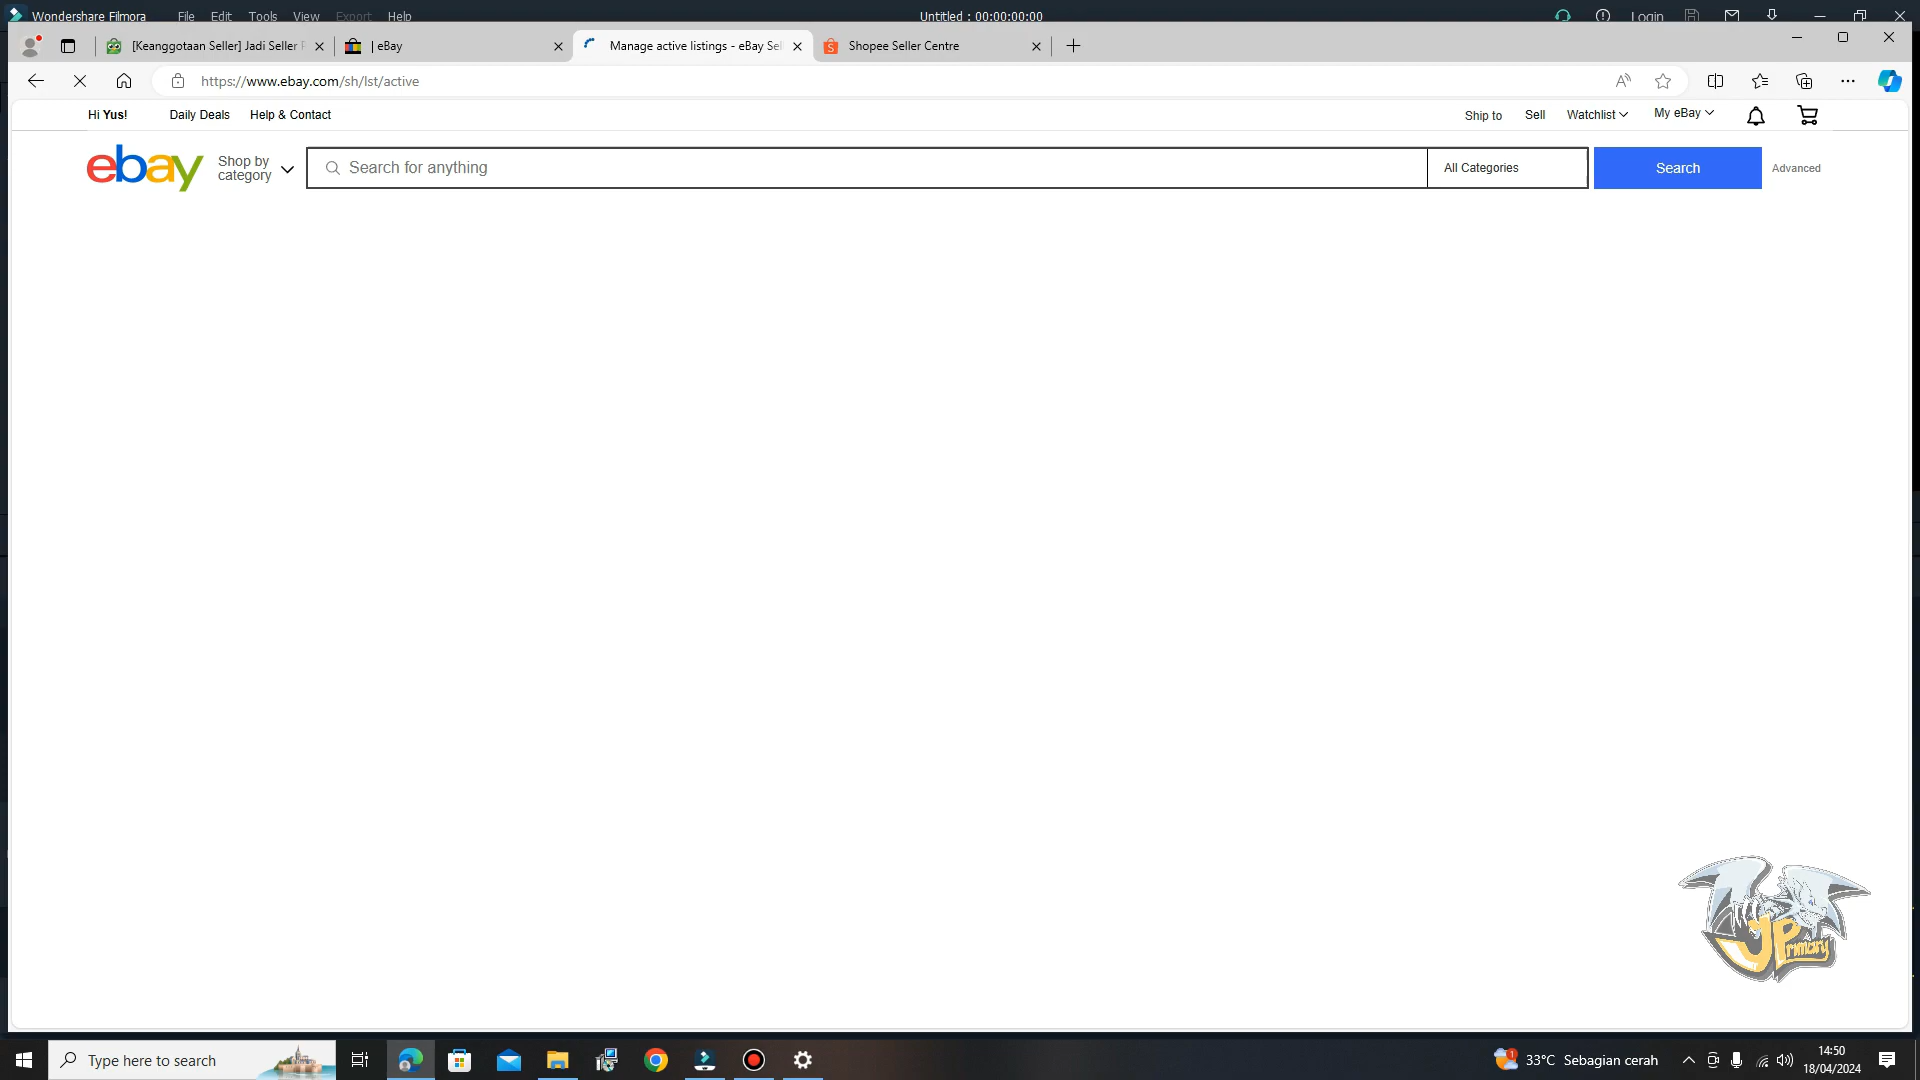 Wondershare Filmora File Edit Tools View Export Help Untitled : 00:00:00:00 Login
[Keanggotaan Seller] Jadi Seller | eBay Manage active listings - eBay Sel Shopee Seller Centre
https://www.ebay.com/sh/lst/active
Hi Yus! Daily Deals Help & Contact Ship to Sell Watchlist My eBay
ebay Shop by category Search for anything All Categories Search Advanced
JPrimary
Type here to search 33°C Sebagian cerah 14:50
18/04/2024